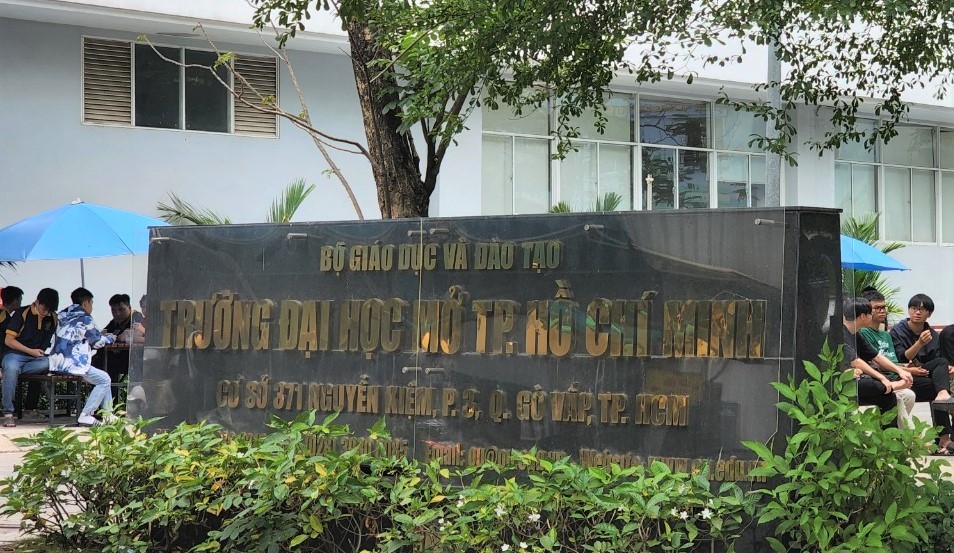 BỘ GIÁO DỤC VÀ ĐÀO TẠO
TRƯỜNG ĐẠI HỌC MỞ TP. HỒ CHÍ MINH
CƠ SỞ 371 NGUYỄN KIỆM, P. 3, Q. GÒ VẤP, TP. HCM